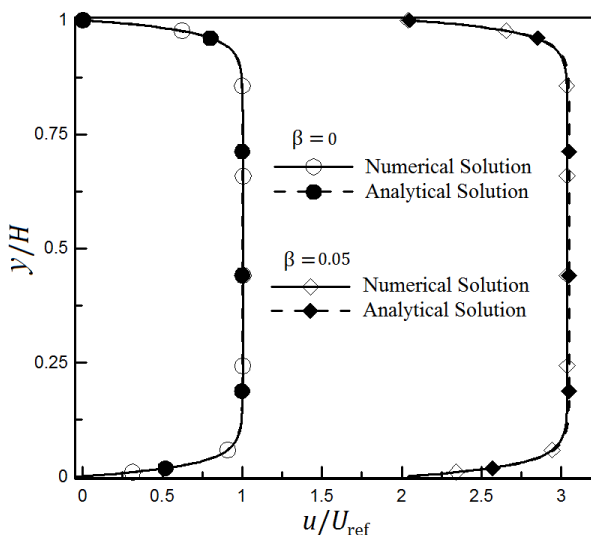 1
0.75
0.5
0.25
0
y/H
β = 0
Numerical Solution
Analytical Solution
β = 0.05
Numerical Solution
Analytical Solution
0 0.5 1 1.5 2 2.5 3
u/U_ref